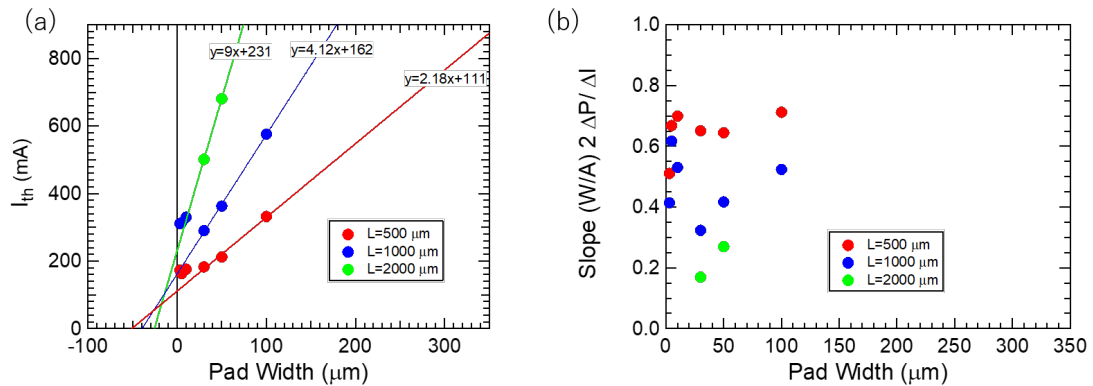 (a)
800
600
400
200
0
I_th (mA)
y=9x+231
y=4.12x+162
y=2.18x+111
L=500 μm
L=1000 μm
L=2000 μm
-100 0 100 200 300
Pad Width (μm)
(b)
1.0
0.8
0.6
0.4
0.2
0.0
Slope (W/A) 2 ΔP/ ΔI
L=500 μm
L=1000 μm
L=2000 μm
0 50 100 150 200 250 300 350
Pad Width (μm)